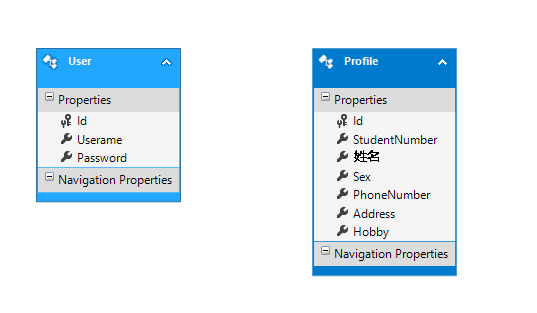 User
Properties
Id
Userame
Password
Navigation Properties
Profile
Properties
Id
StudentNumber
姓名
Sex
PhoneNumber
Address
Hobby
Navigation Properties